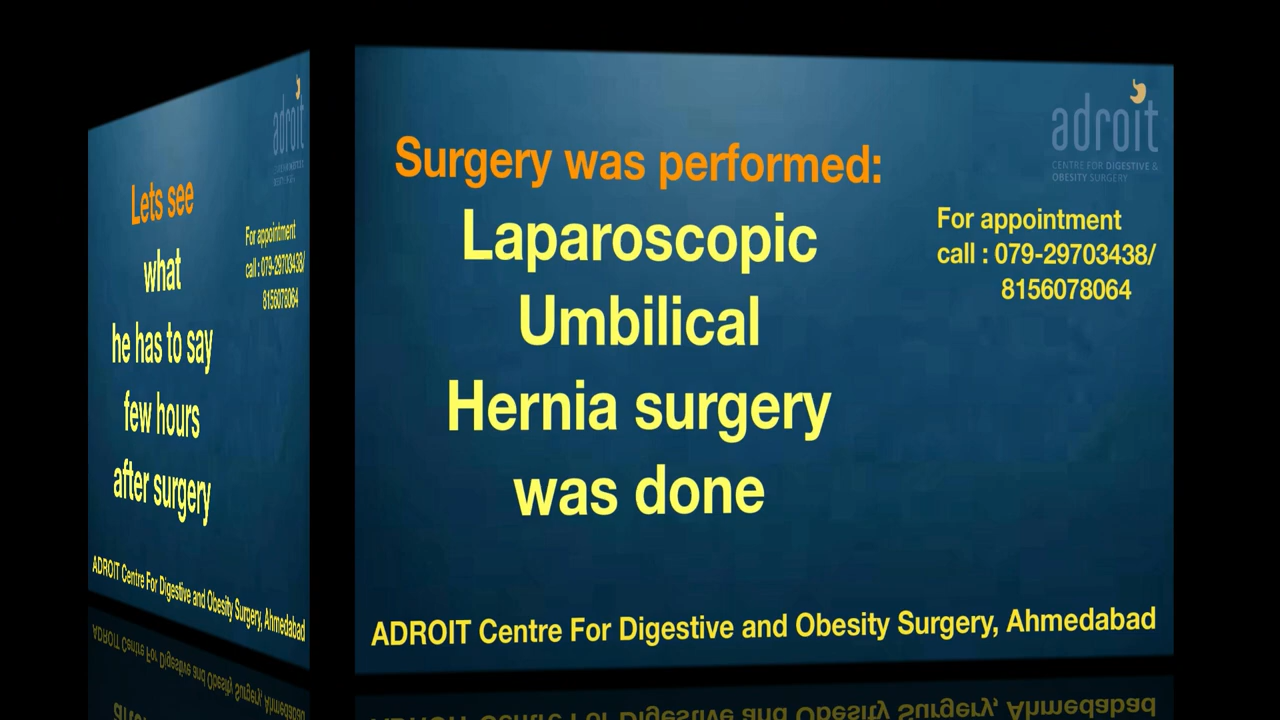 Lets see
what
he has to say
few hours
after surgery
adroit
For appointment
call : 079-29703438/
8156078064
ADROIT Centre For Digestive and Obesity Surgery, Ahmedabad
Surgery was performed:
Laparoscopic
Umbilical
Hernia surgery
was done
adroit
CENTRE FOR DIGESTIVE &
OBESITY SURGERY
For appointment
call : 079-29703438/
8156078064
ADROIT Centre For Digestive and Obesity Surgery, Ahmedabad